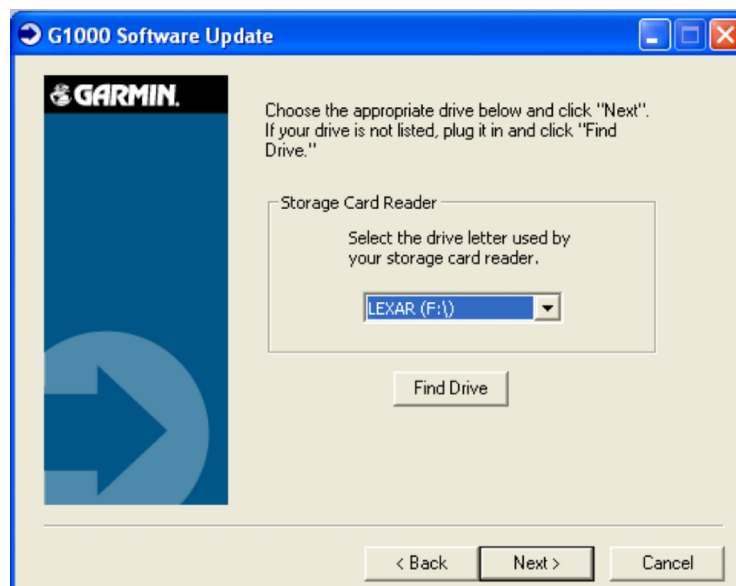 G1000 Software Update
GARMIN.
Choose the appropriate drive below and click "Next".
If your drive is not listed, plug it in and click "Find
Drive."
Storage Card Reader
Select the drive letter used by
your storage card reader.
LEXAR (F:\)
Find Drive
< Back
Next >
Cancel